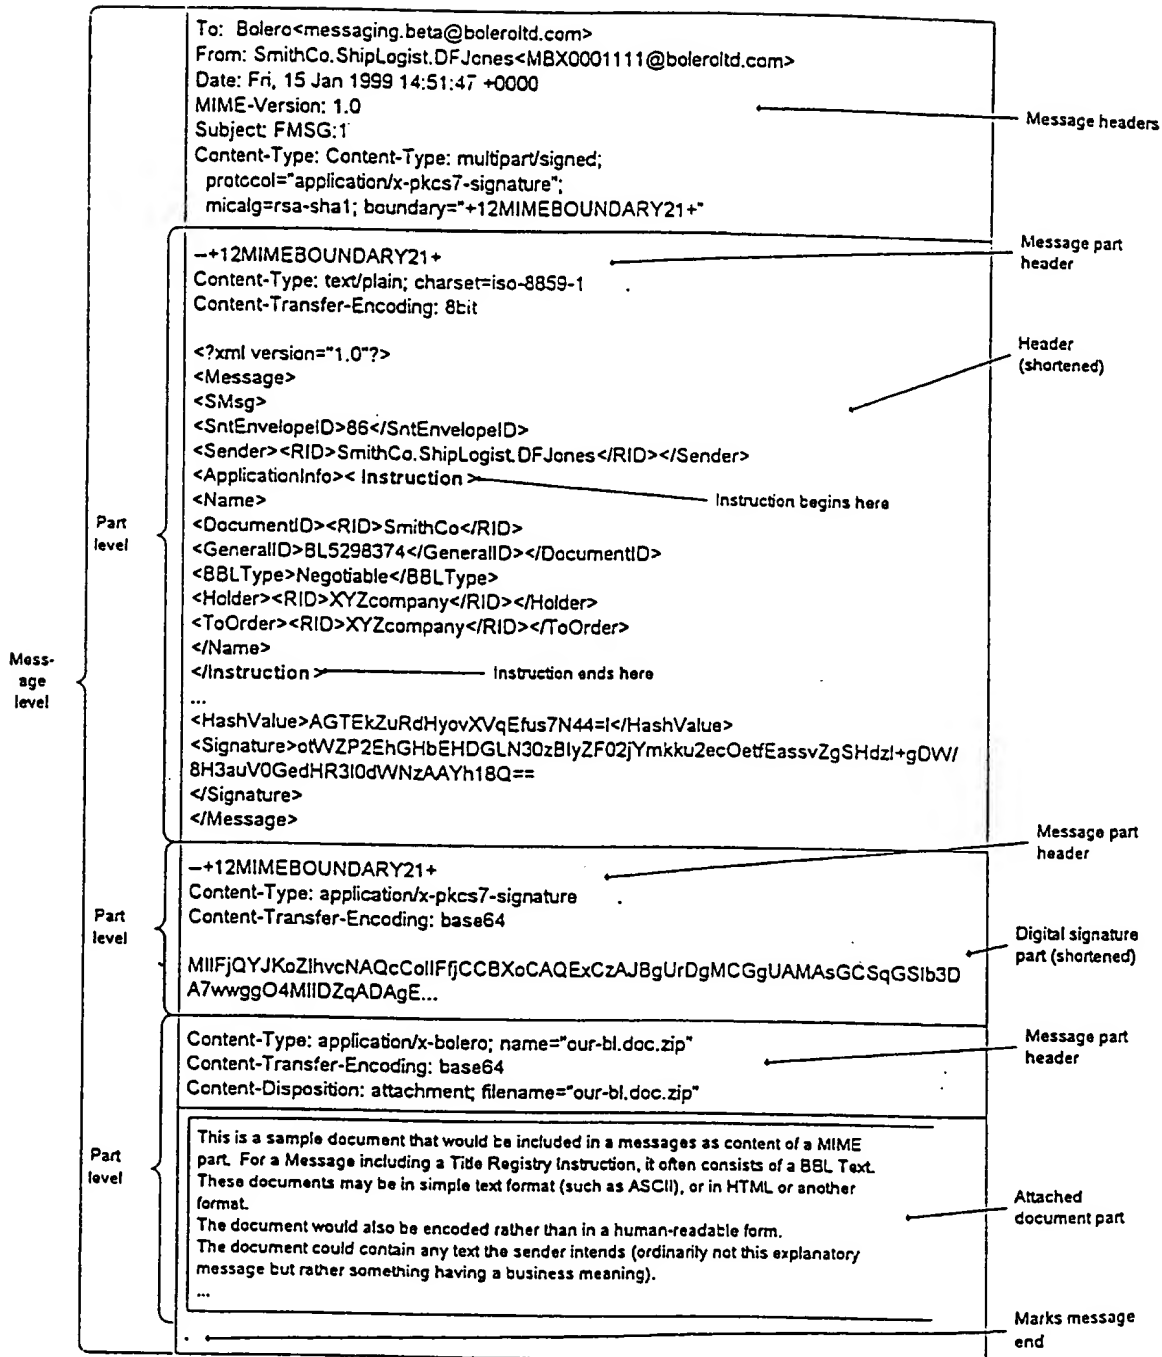 To: Bolero<messaging.beta@boleroltd.com>
From: SmithCo.ShipLogist.DFJones<MBX0001111@boleroltd.com>
Date: Fri, 15 Jan 1999 14:51:47 +0000
MIME-Version: 1.0
Subject: FMSG:1
Content-Type: Content-Type: multipart/signed;
protocol="application/x-pkcs7-signature";
micalg=rsa-sha1; boundary="+12MIMEBOUNDARY21+"
Message headers
–+12MIMEBOUNDARY21+
Content-Type: text/plain; charset=iso-8859-1
Content-Transfer-Encoding: 8bit
Message part
header
<?xml version="1.0"?>
<Message>
<SMsg>
<SntEnvelopeID>86</SntEnvelopeID>
<Sender><RID>SmithCo.ShipLogist.DFJones</RID></Sender>
<ApplicationInfo>< Instruction >
Header
(shortened)
Instruction begins here
<Name>
<DocumentID><RID>SmithCo</RID>
<GeneralID>BL5298374</GeneralID></DocumentID>
<BBLType>Negotiable</BBLType>
<Holder><RID>XYZcompany</RID></Holder>
<ToOrder><RID>XYZcompany</RID></ToOrder>
</Name>
</Instruction >
Instruction ends here
...
<HashValue>AGTEkZuRdHyovXVqEfus7N44=I</HashValue>
<Signature>otWZP2EhGHbEHDGLN30zBIyZF02jYmkku2ecOetfEassvZgSHdzI+gDW/
8H3auV0GedHR3I0dWNzAAYh18Q==
</Signature>
</Message>
Part
level
Mess-
age
level
–+12MIMEBOUNDARY21+
Content-Type: application/x-pkcs7-signature
Content-Transfer-Encoding: base64
Message part
header
Part
level
MIIFjQYJKoZIhvcNAQcCoIIFfjCCBXoCAQExCzAJBgUrDgMCGgUAMAsGCSqGSIb3D
A7wwggO4MIIDZqADAgE...
Digital signature
part (shortened)
Content-Type: application/x-bolero; name="our-bl.doc.zip"
Content-Transfer-Encoding: base64
Content-Disposition: attachment; filename="our-bl.doc.zip"
Message part
header
Part
level
This is a sample document that would be included in a messages as content of a MIME
part. For a Message including a Title Registry Instruction, it often consists of a BBL Text.
These documents may be in simple text format (such as ASCII), or in HTML or another
format.
The document would also be encoded rather than in a human-readable form.
The document could contain any text the sender intends (ordinarily not this explanatory
message but rather something having a business meaning).
...
Attached
document part
.
Marks message
end